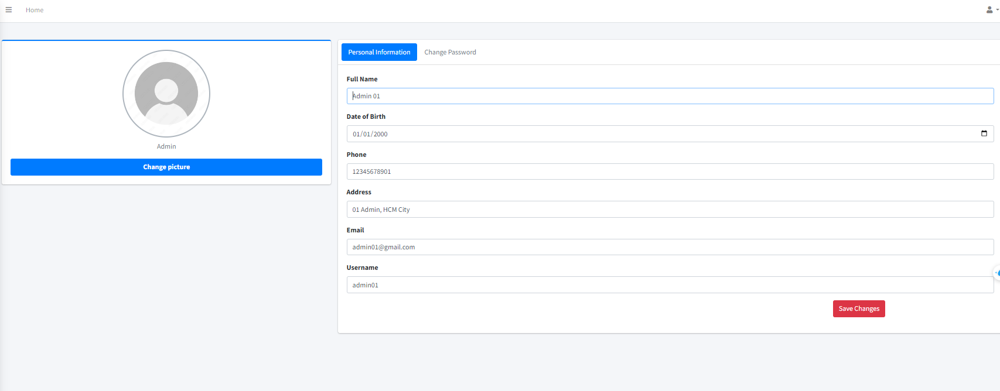 Home
Admin
Change picture
Personal Information Change Password
Full Name
Admin 01
Date of Birth
01/01/2000
Phone
12345678901
Address
01 Admin, HCM City
Email
admin01@gmail.com
Username
admin01
Save Changes